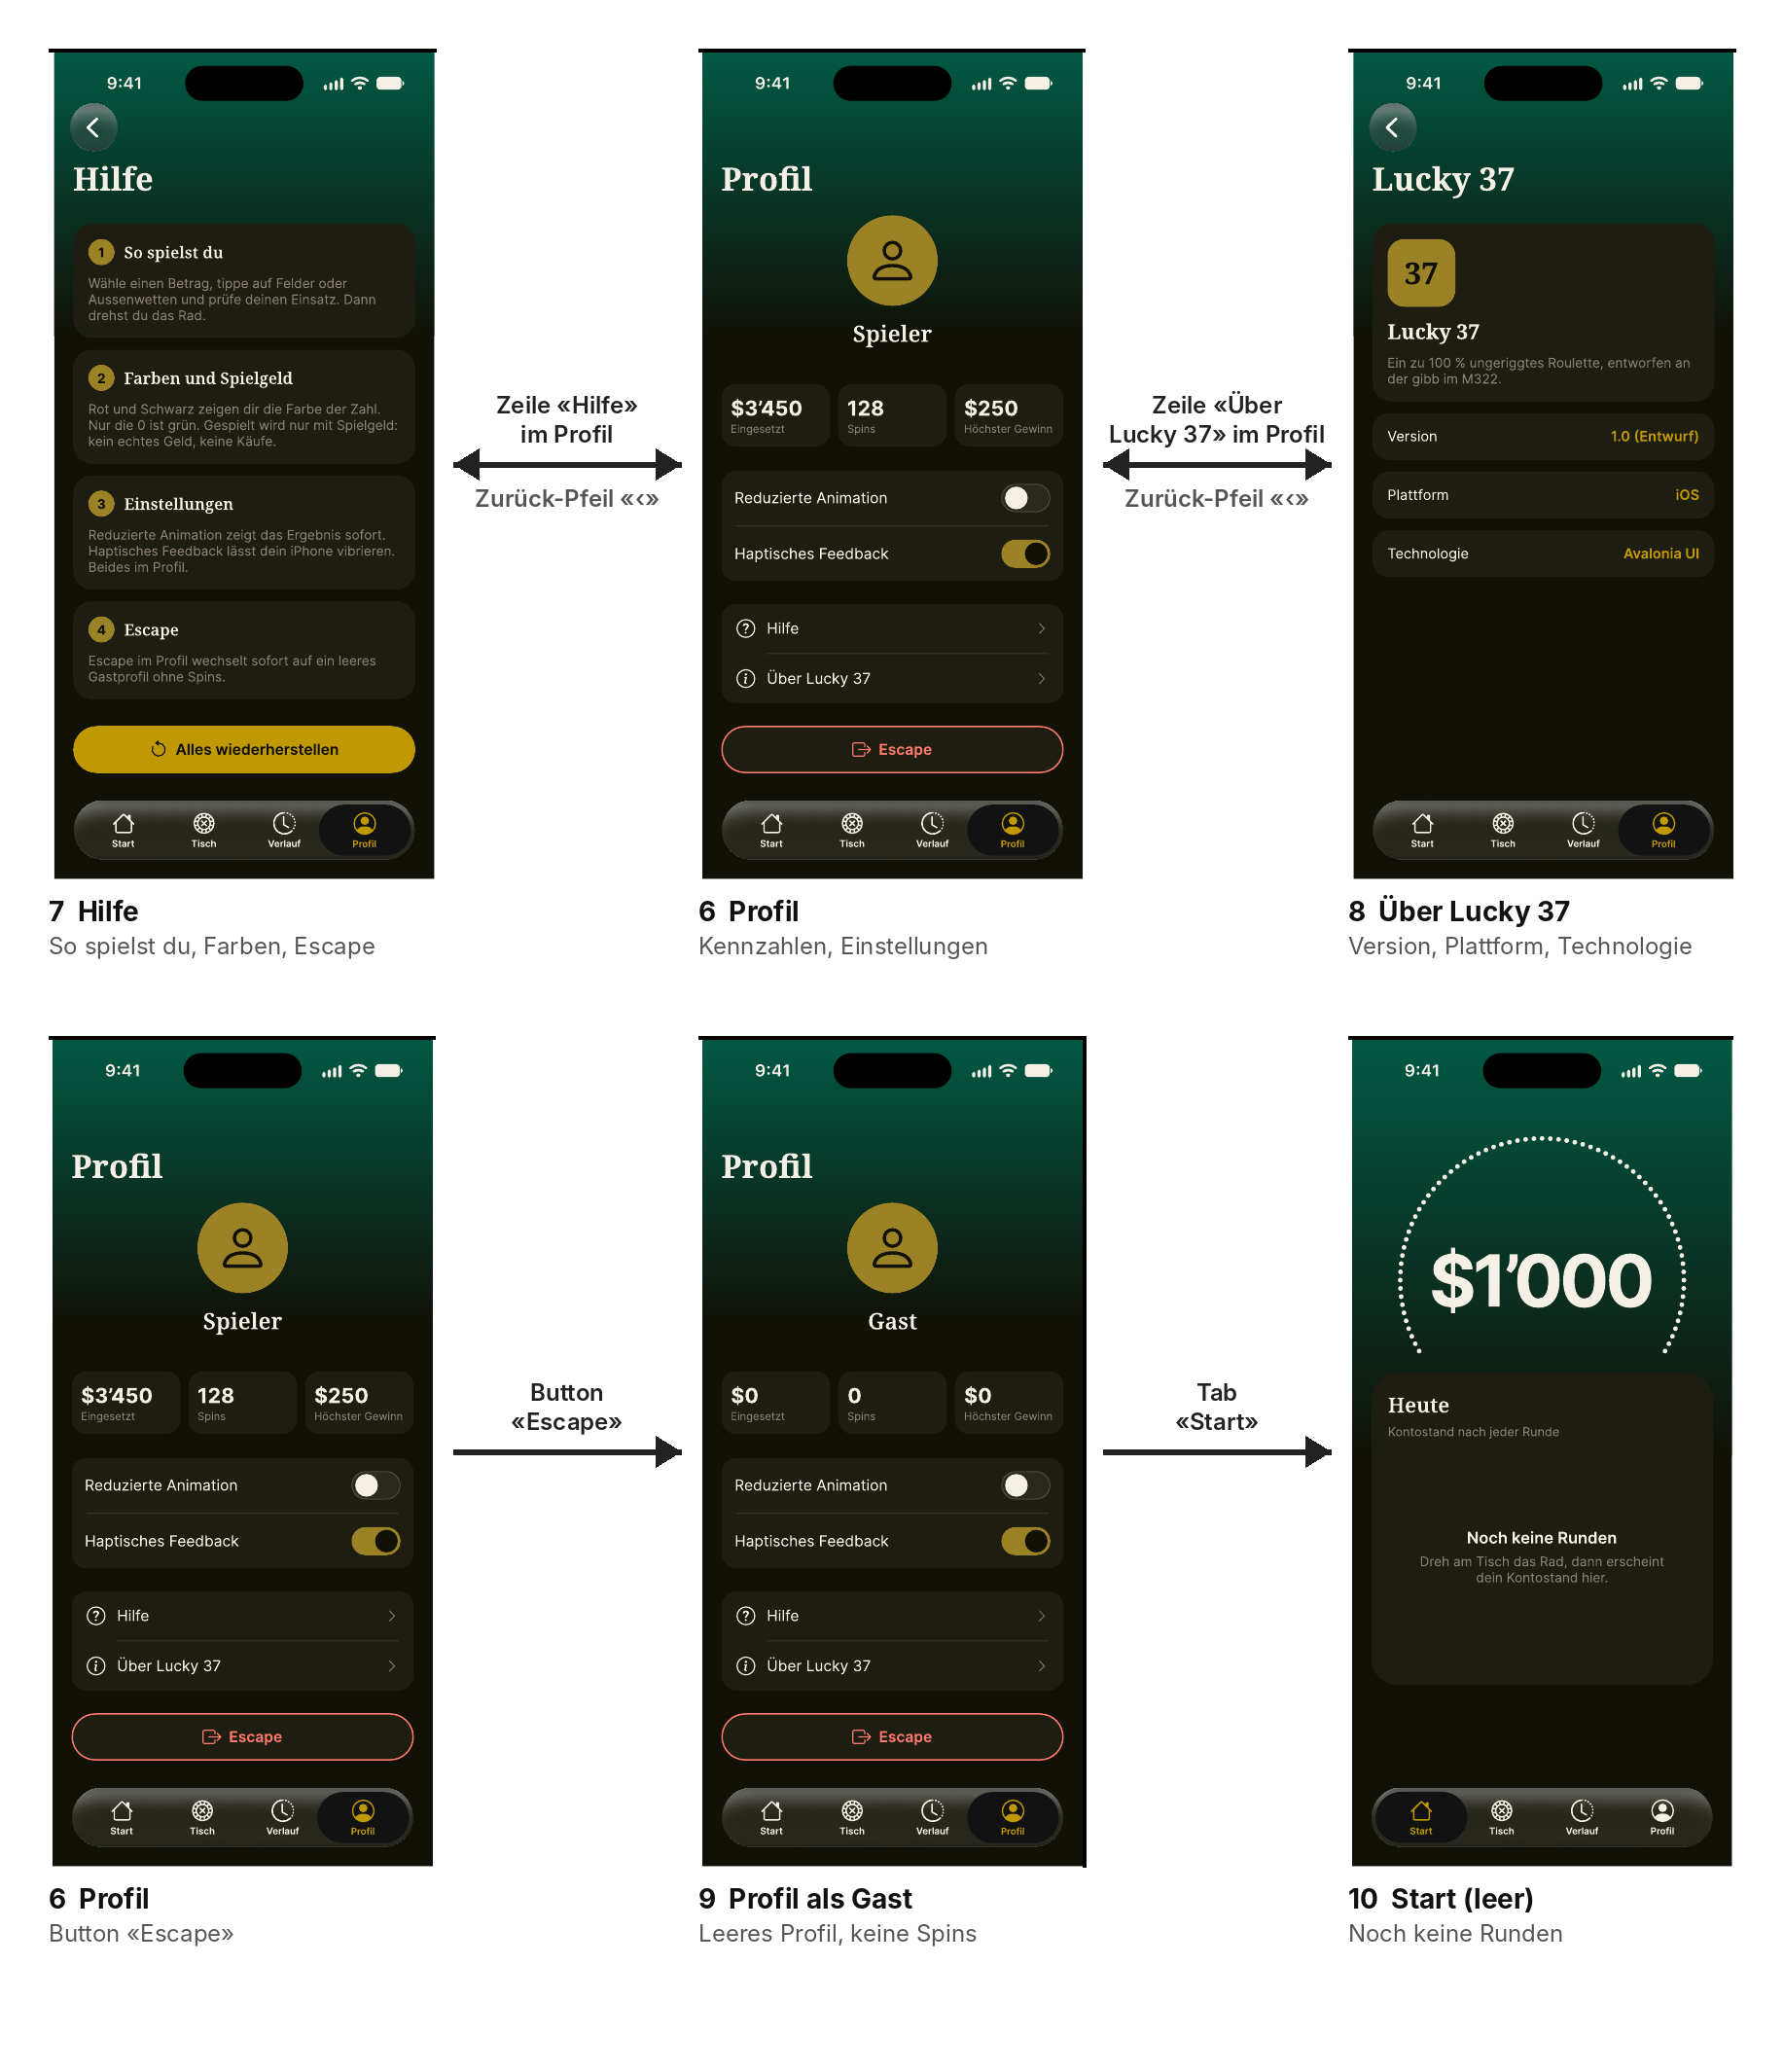 9:41
Hilfe
1 So spielst du
Wähle einen Betrag, tippe auf Felder oder
Aussenwetten und prüfe deinen Einsatz. Dann
drehst du das Rad.
2 Farben und Spielgeld
Rot und Schwarz zeigen dir die Farbe der Zahl.
Nur die 0 ist grün. Gespielt wird nur mit Spielgeld:
kein echtes Geld, keine Käufe.
3 Einstellungen
Reduzierte Animation zeigt das Ergebnis sofort.
Haptisches Feedback lässt dein iPhone vibrieren.
Beides im Profil.
4 Escape
Escape im Profil wechselt sofort auf ein leeres
Gastprofil ohne Spins.
Alles wiederherstellen
Start Tisch Verlauf Profil
7 Hilfe
So spielst du, Farben, Escape
Zeile «Hilfe»
im Profil
Zurück-Pfeil «‹»
9:41
Profil
Spieler
$3’450 128 $250
Eingesetzt Spins Höchster Gewinn
Reduzierte Animation
Haptisches Feedback
Hilfe
Über Lucky 37
Escape
Start Tisch Verlauf Profil
6 Profil
Kennzahlen, Einstellungen
Zeile «Über
Lucky 37» im Profil
Zurück-Pfeil «‹»
9:41
Lucky 37
37
Lucky 37
Ein zu 100 % ungeriggtes Roulette, entworfen an
der gibb im M322.
Version 1.0 (Entwurf)
Plattform iOS
Technologie Avalonia UI
Start Tisch Verlauf Profil
8 Über Lucky 37
Version, Plattform, Technologie
9:41
Profil
Spieler
$3’450 128 $250
Eingesetzt Spins Höchster Gewinn
Reduzierte Animation
Haptisches Feedback
Hilfe
Über Lucky 37
Escape
Start Tisch Verlauf Profil
6 Profil
Button «Escape»
Button
«Escape»
9:41
Profil
Gast
$0 0 $0
Eingesetzt Spins Höchster Gewinn
Reduzierte Animation
Haptisches Feedback
Hilfe
Über Lucky 37
Escape
Start Tisch Verlauf Profil
9 Profil als Gast
Leeres Profil, keine Spins
Tab
«Start»
9:41
$1’000
Heute
Kontostand nach jeder Runde
Noch keine Runden
Dreh am Tisch das Rad, dann erscheint
dein Kontostand hier.
Start Tisch Verlauf Profil
10 Start (leer)
Noch keine Runden